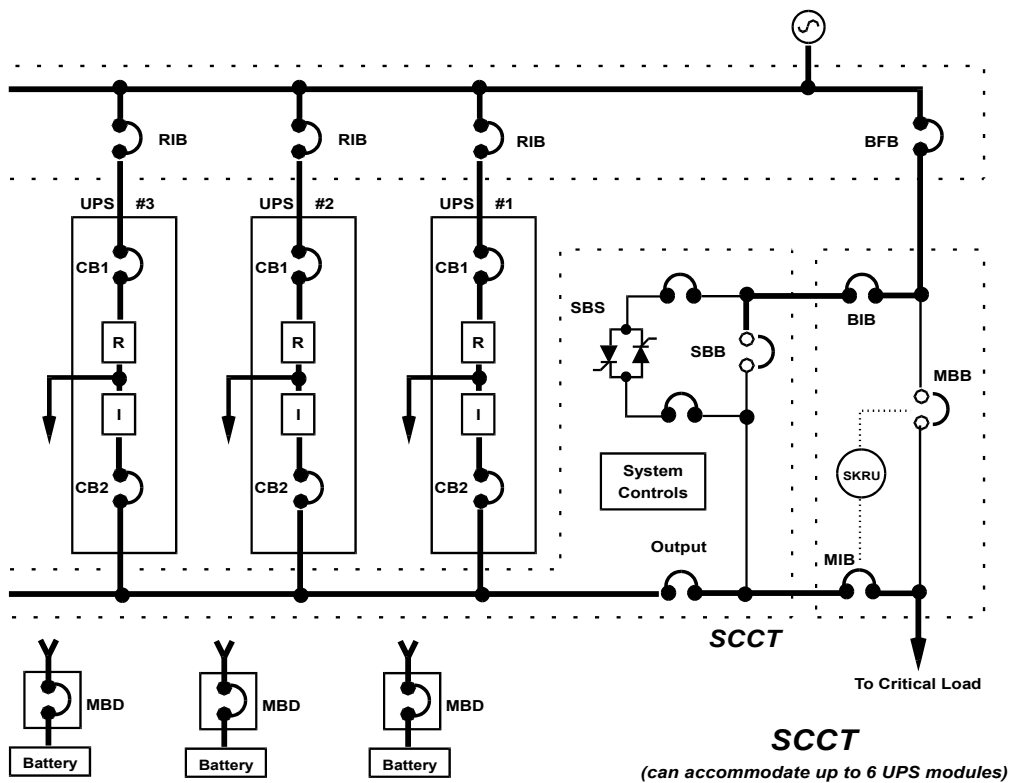 RIB
RIB
RIB
BFB
UPS #3
UPS #2
UPS #1
CB1
CB1
CB1
SBS
BIB
R
R
R
SBB
MBB
I
I
I
System
Controls
SKRU
CB2
CB2
CB2
Output
MIB
SCCT
To Critical Load
MBD
MBD
MBD
Battery
Battery
Battery
SCCT
(can accommodate up to 6 UPS modules)